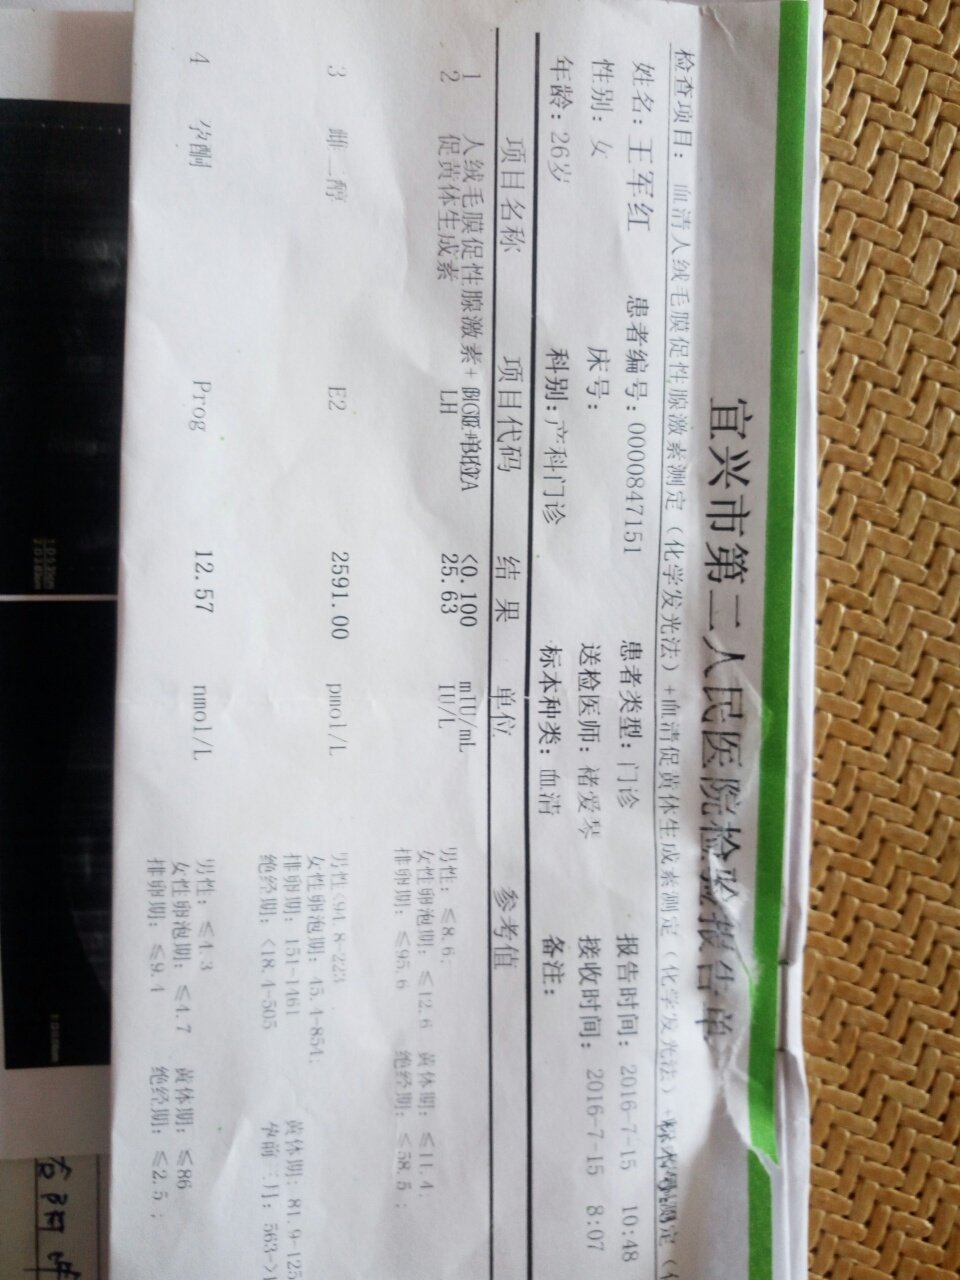 宜兴市第二人民医院检验报告单
检查项目: 血清人绒毛膜促性腺激素测定(化学发光法)+血清促黄体生成素测定(化学发光法)+
姓名: 王军红 患者编号: 0000847151 患者类型: 门诊 报告时间: 2016-7-15 10:48
性别: 女 床号: 送检医师: 褚爱琴 接收时间: 2016-7-15 8:07
年龄: 26岁 科别: 产科门诊 标本种类: 血清 备注:
项目名称 项目代码 结果 单位 参考值
1 人绒毛膜促性腺激素+ <0.100 mIU/mL
2 促黄体生成素 LH 25.63 IU/L 男性: ≤8.6;
女性卵泡期: ≤12.6 黄体期: ≤11.4;
排卵期: ≤95.6 绝经期: ≤58.5;
3 雌二醇 E2 2591.00 pmol/L 男性:94.8-223
女性卵泡期: 45.4-854;
排卵期: 151-1461 黄体期: 81.9-125
绝经期: <18.4-505 孕前三月: 563->1
4 孕酮 Prog 12.57 nmol/L 男性: ≤4.3
女性卵泡期: ≤4.7 黄体期: ≤86
排卵期: ≤9.4 绝经期: ≤2.5;